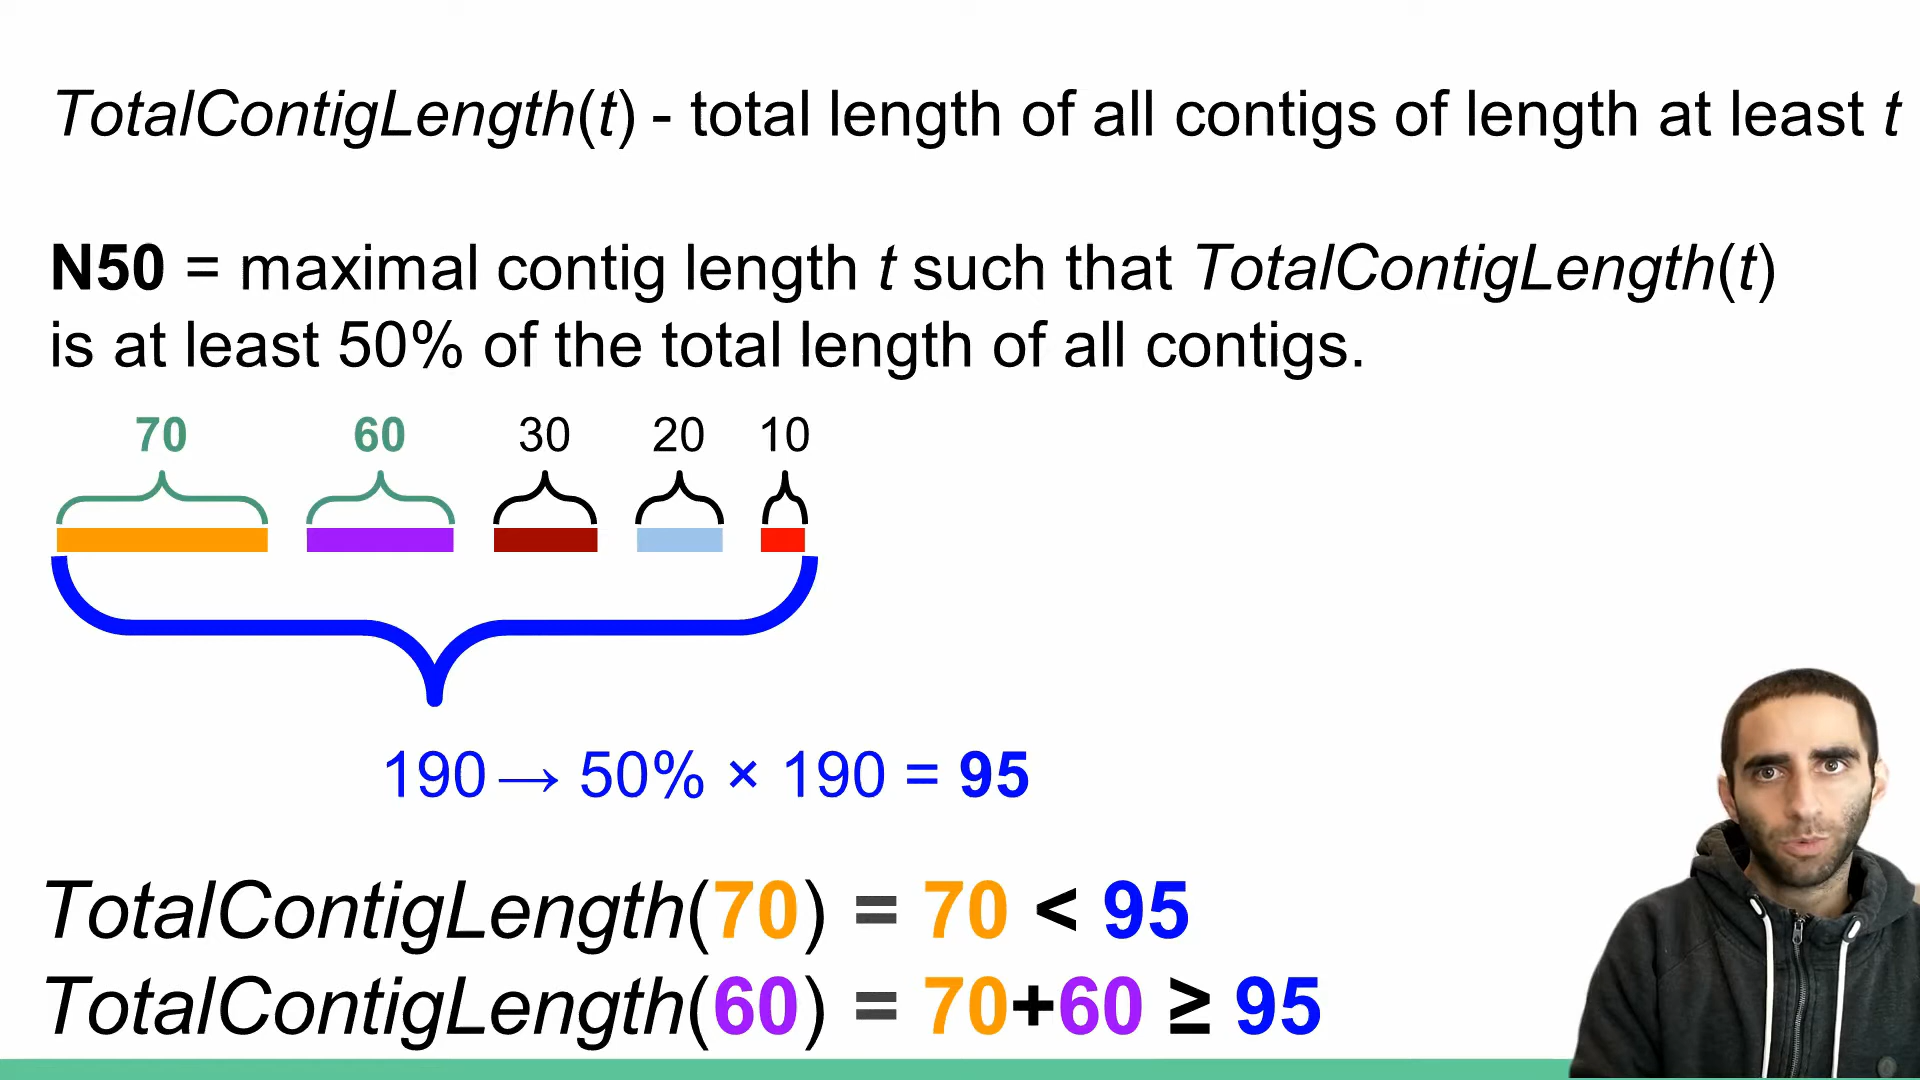 TotalContigLength(t) - total length of all contigs of length at least t
N50 = maximal contig length t such that TotalContigLength(t)
is at least 50% of the total length of all contigs.
70 60 30 20 10
190 → 50% × 190 = 95
TotalContigLength(70) = 70 < 95
TotalContigLength(60) = 70+60 ≥ 95